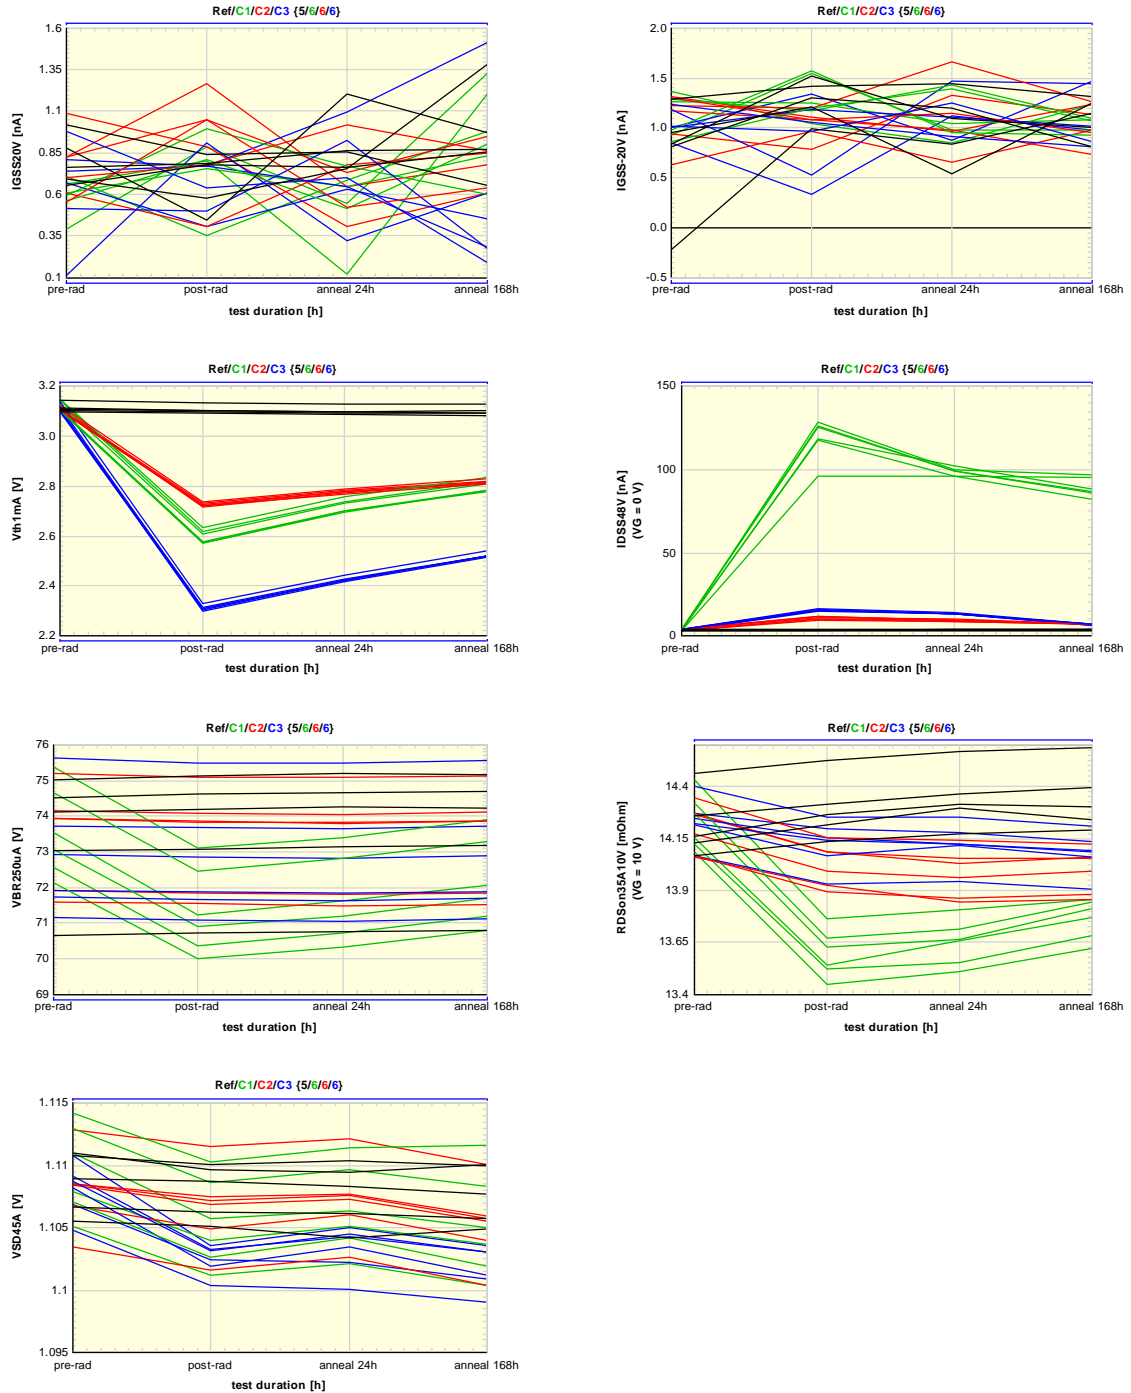 Ref/C1/C2/C3 {5/6/6/6}
IGSS20V [nA]
1.6
1.35
1.1
0.85
0.6
0.35
0.1
pre-rad post-rad anneal 24h anneal 168h
test duration [h]
Ref/C1/C2/C3 {5/6/6/6}
IGSS-20V [nA]
2.0
1.5
1.0
0.5
0.0
-0.5
pre-rad post-rad anneal 24h anneal 168h
test duration [h]
Ref/C1/C2/C3 {5/6/6/6}
Vth1mA [V]
3.2
3.0
2.8
2.6
2.4
2.2
pre-rad post-rad anneal 24h anneal 168h
test duration [h]
Ref/C1/C2/C3 {5/6/6/6}
IDSS48V [nA]
(VG = 0 V)
150
100
50
0
pre-rad post-rad anneal 24h anneal 168h
test duration [h]
Ref/C1/C2/C3 {5/6/6/6}
VBR250uA [V]
76
75
74
73
72
71
70
69
pre-rad post-rad anneal 24h anneal 168h
test duration [h]
Ref/C1/C2/C3 {5/6/6/6}
RDSon35A10V [mOhm]
(VG = 10 V)
14.4
14.15
13.9
13.65
13.4
pre-rad post-rad anneal 24h anneal 168h
test duration [h]
Ref/C1/C2/C3 {5/6/6/6}
VSD45A [V]
1.115
1.11
1.105
1.1
1.095
pre-rad post-rad anneal 24h anneal 168h
test duration [h]